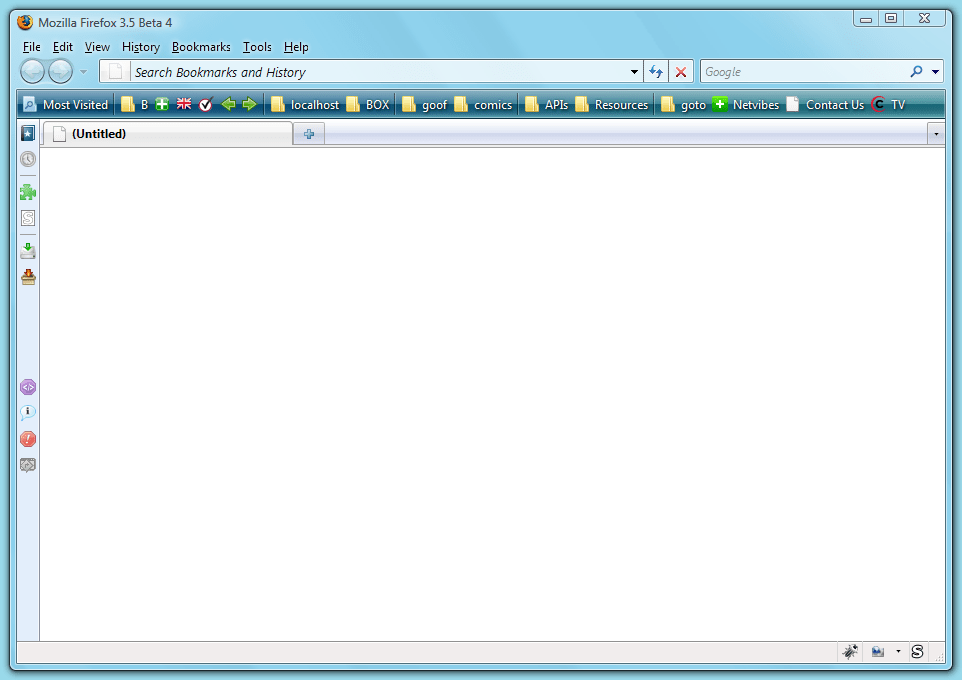 Mozilla Firefox 3.5 Beta 4
File Edit View History Bookmarks Tools Help
Search Bookmarks and History Google
Most Visited B localhost BOX goof comics APIs Resources goto Netvibes Contact Us TV
(Untitled)